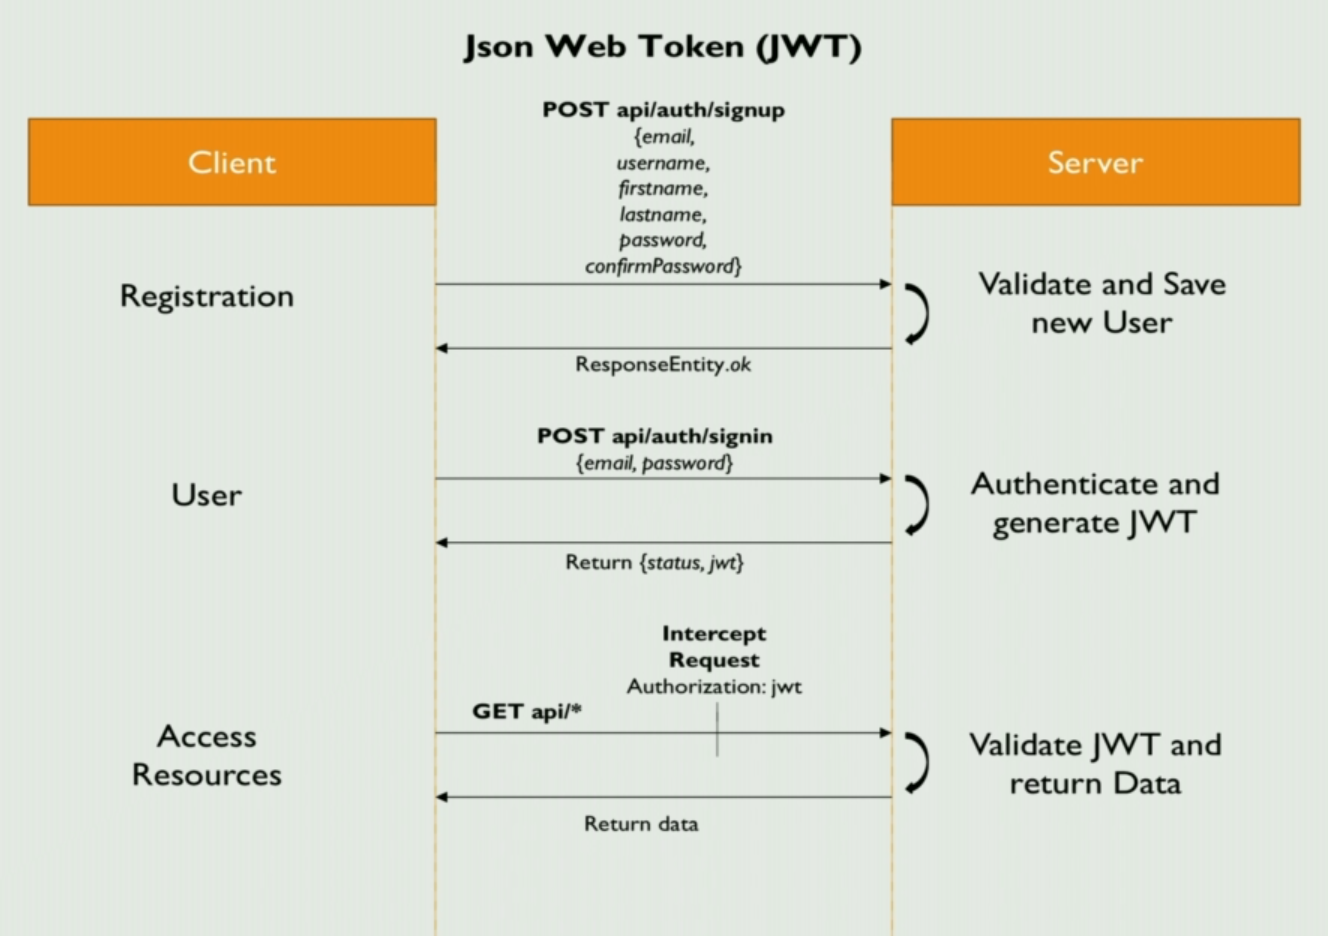 Json Web Token (JWT)
POST api/auth/signup
{email,
username,
firstname,
lastname,
password,
confirmPassword}
Client
Server
Registration
Validate and Save
new User
ResponseEntity.ok
POST api/auth/signin
{email, password}
User
Authenticate and
generate JWT
Return {status, jwt}
Intercept
Request
Authorization: jwt
GET api/*
Access
Resources
Validate JWT and
return Data
Return data